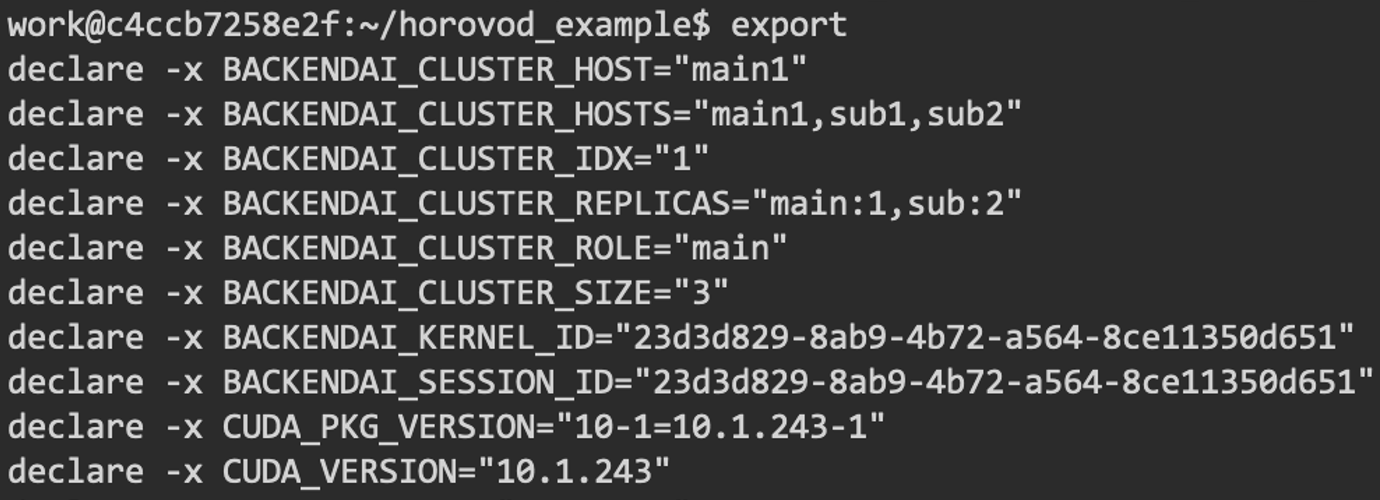 work@c4ccb7258e2f:~/horovod_example$ export
declare -x BACKENDAI_CLUSTER_HOST="main1"
declare -x BACKENDAI_CLUSTER_HOSTS="main1,sub1,sub2"
declare -x BACKENDAI_CLUSTER_IDX="1"
declare -x BACKENDAI_CLUSTER_REPLICAS="main:1,sub:2"
declare -x BACKENDAI_CLUSTER_ROLE="main"
declare -x BACKENDAI_CLUSTER_SIZE="3"
declare -x BACKENDAI_KERNEL_ID="23d3d829-8ab9-4b72-a564-8ce11350d651"
declare -x BACKENDAI_SESSION_ID="23d3d829-8ab9-4b72-a564-8ce11350d651"
declare -x CUDA_PKG_VERSION="10-1=10.1.243-1"
declare -x CUDA_VERSION="10.1.243"